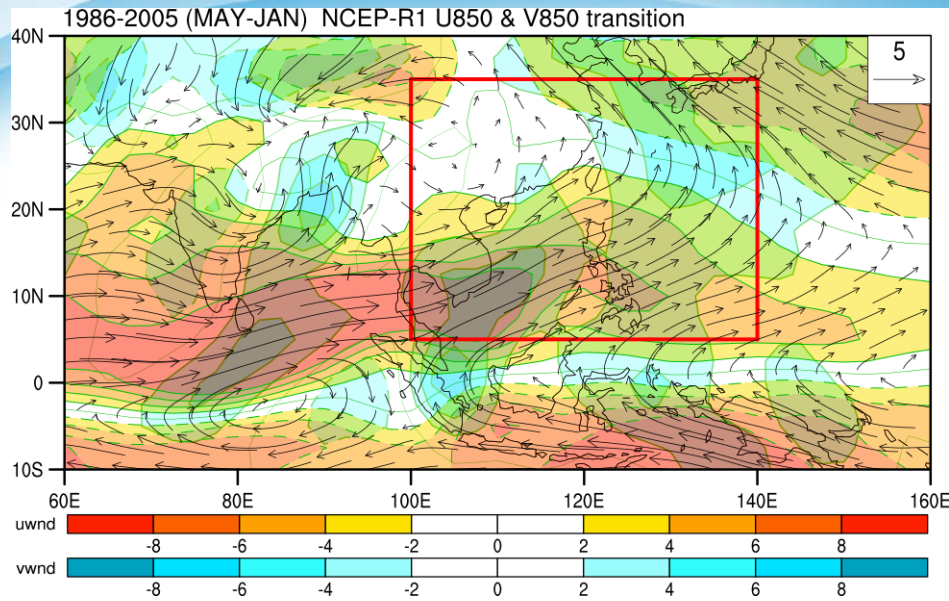 1986-2005 (MAY-JAN)  NCEP-R1 U850 & V850 transition
5
40N
30N
20N
10N
0
10S
60E 80E 100E 120E 140E 160E
uwnd
-8 -6 -4 -2 0 2 4 6 8
vwnd
-8 -6 -4 -2 0 2 4 6 8